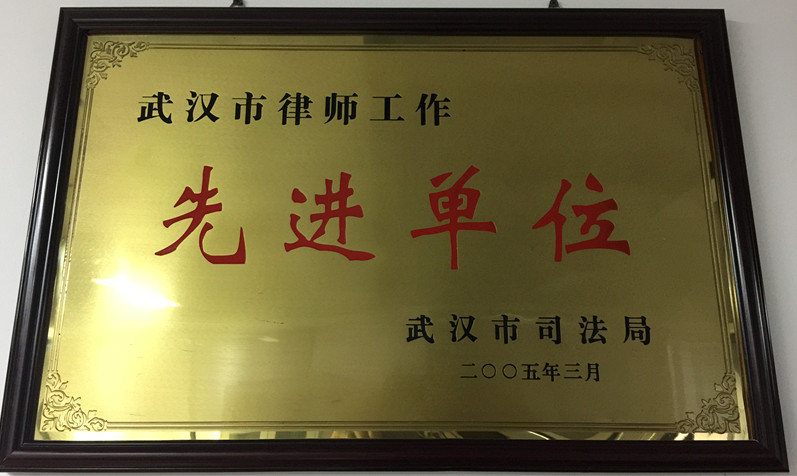 武汉市律师工作
先进单位
武汉市司法局
二〇〇五年三月